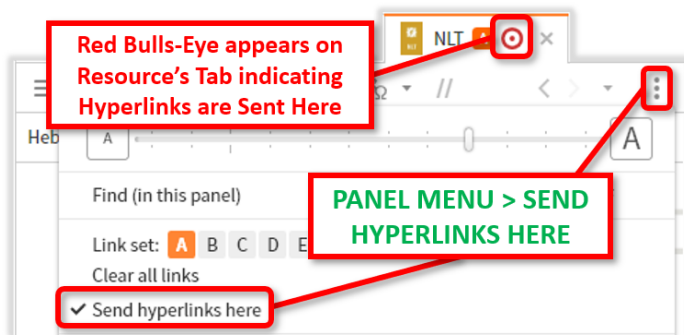 Red Bulls-Eye appears on
Resource's Tab indicating
Hyperlinks are Sent Here
NLT A
Heb
A A
Find (in this panel)
PANEL MENU > SEND
HYPERLINKS HERE
Link set: A B C D E
Clear all links
✓ Send hyperlinks here